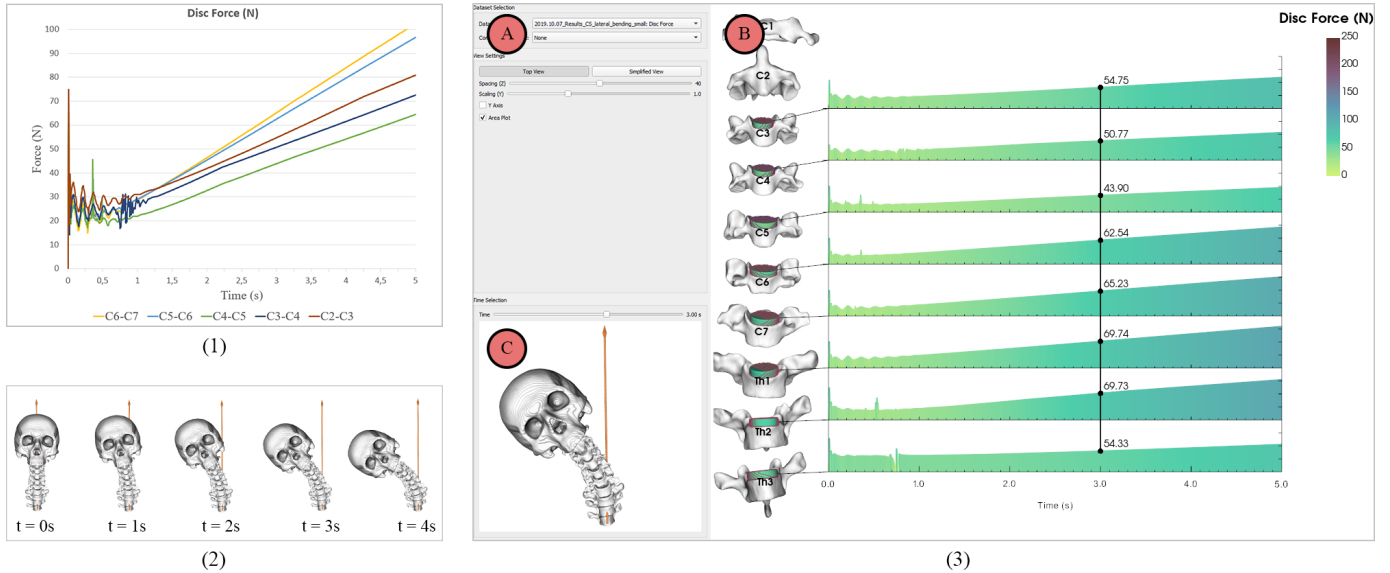 Disc Force (N)
100
90
80
70
60
50
40
30
20
10
0
Force (N)
0 0,5 1 1,5 2 2,5 3 3,5 4 4,5 5
Time (s)
C6-C7 C5-C6 C4-C5 C3-C4 C2-C3
(1)
t = 0s t = 1s t = 2s t = 3s t = 4s
(2)
Dataset Selection
2019.10.07_Results_CS_lateral_bending_small: Disc Force
None
A
View Settings
Top View Simplified View
Spacing (Z) 40
Scaling (Y) 1.0
Y Axis
Area Plot
Time Selection
Time 3.00 s
C
B
C1
C2
C3
C4
C5
C6
C7
Th1
Th2
Th3
54.75
50.77
43.90
62.54
65.23
69.74
69.73
54.33
0.0 1.0 2.0 3.0 4.0 5.0
Time (s)
Disc Force (N)
250
200
150
100
50
0
(3)